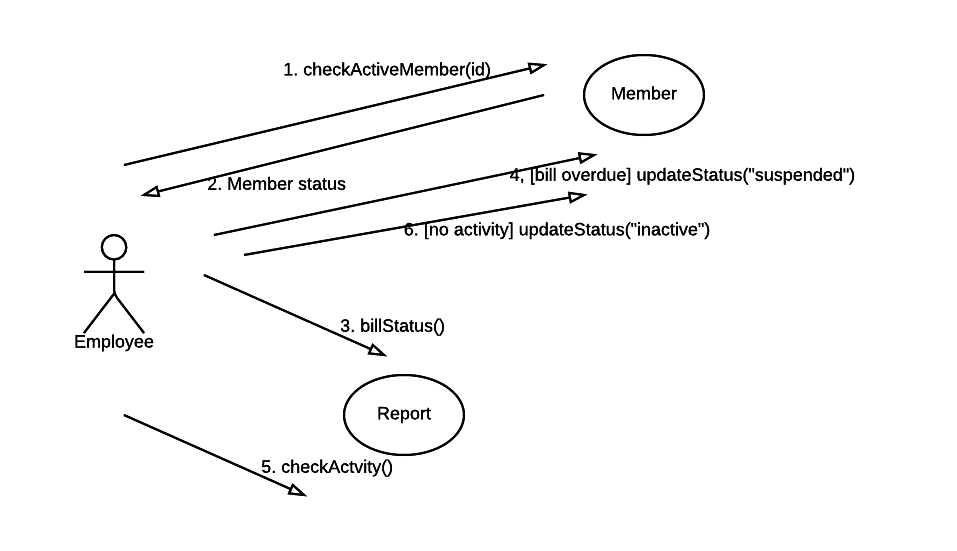 1. checkActiveMember(id)
Member
2. Member status
4, [bill overdue] updateStatus("suspended")
6. [no activity] updateStatus("inactive")
3. billStatus()
Employee
Report
5. checkActvity()